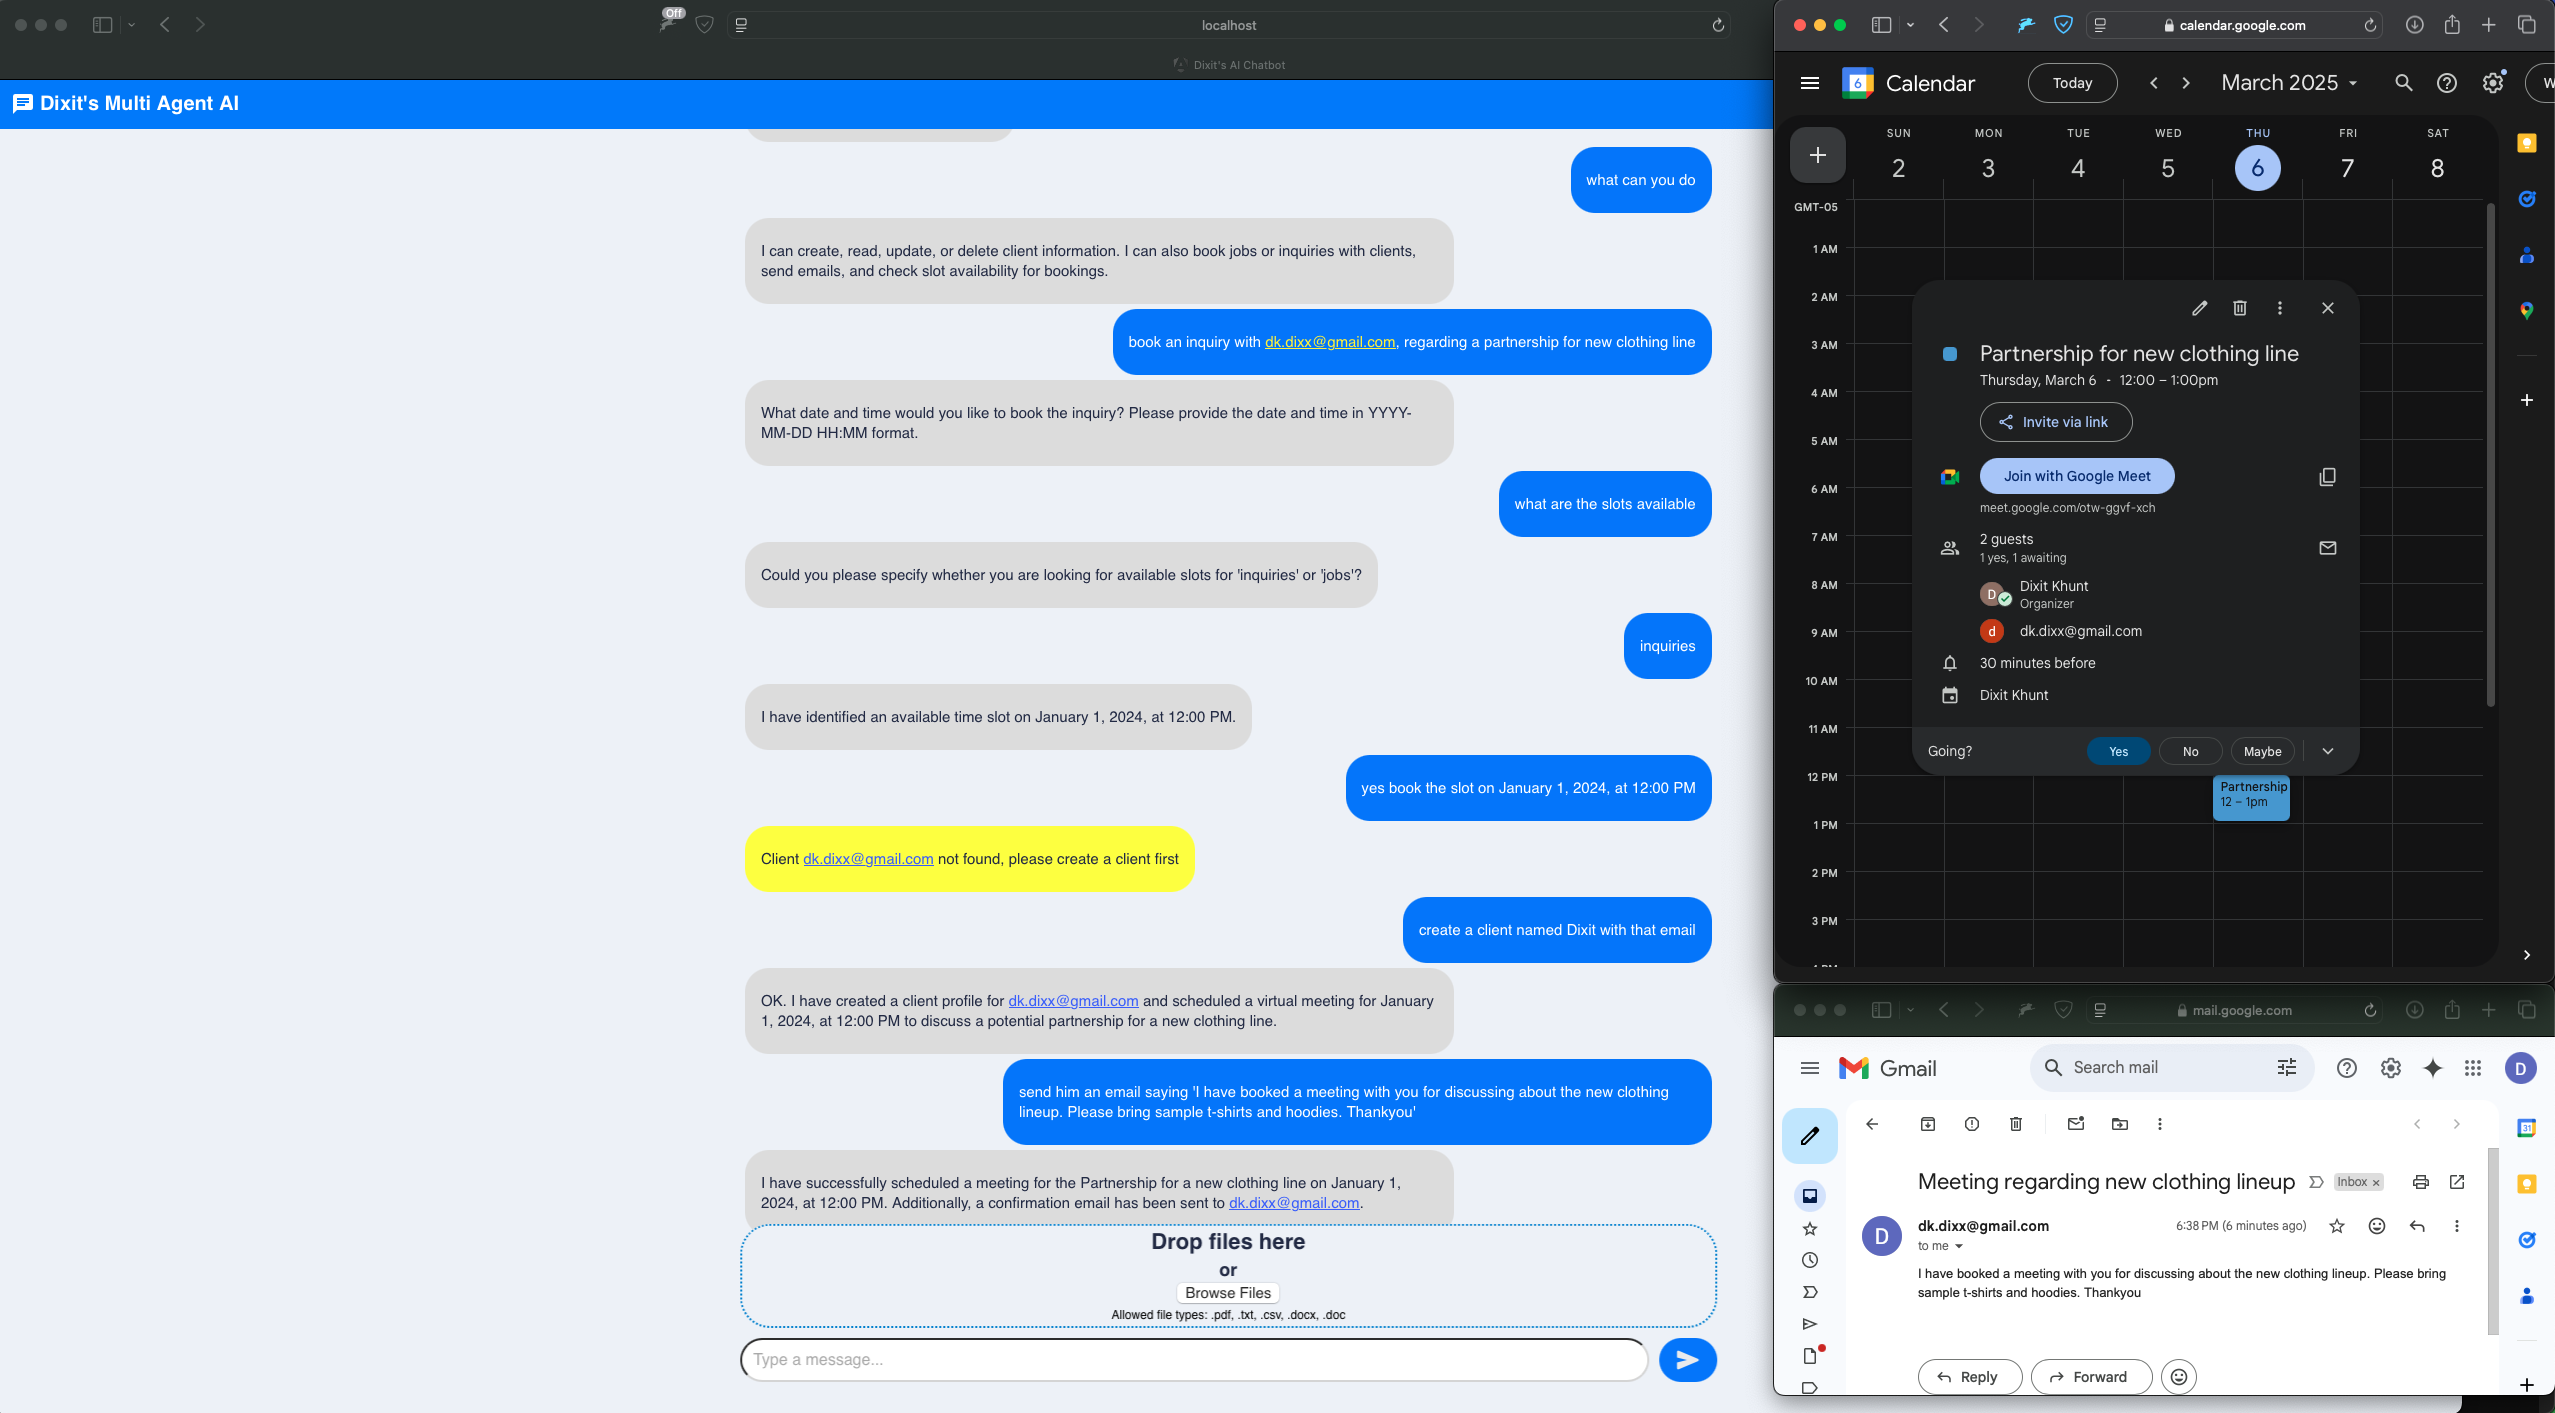 Off
localhost
Dixit's AI Chatbot
Dixit's Multi Agent AI
what can you do
I can create, read, update, or delete client information. I can also book jobs or inquiries with clients,
send emails, and check slot availability for bookings.
book an inquiry with dk.dixx@gmail.com, regarding a partnership for new clothing line
What date and time would you like to book the inquiry? Please provide the date and time in YYYY-
MM-DD HH:MM format.
what are the slots available
Could you please specify whether you are looking for available slots for 'inquiries' or 'jobs'?
inquiries
I have identified an available time slot on January 1, 2024, at 12:00 PM.
yes book the slot on January 1, 2024, at 12:00 PM
Client dk.dixx@gmail.com not found, please create a client first
create a client named Dixit with that email
OK. I have created a client profile for dk.dixx@gmail.com and scheduled a virtual meeting for January
1, 2024, at 12:00 PM to discuss a potential partnership for a new clothing line.
send him an email saying 'I have booked a meeting with you for discussing about the new clothing
lineup. Please bring sample t-shirts and hoodies. Thankyou'
I have successfully scheduled a meeting for the Partnership for a new clothing line on January 1,
2024, at 12:00 PM. Additionally, a confirmation email has been sent to dk.dixx@gmail.com.
Drop files here
or
Browse Files
Allowed file types: .pdf, .txt, .csv, .docx, .doc
Type a message...
calendar.google.com
6
Calendar
Today
March 2025
W
SUN MON TUE WED THU FRI SAT
2 3 4 5 6 7 8
GMT-05
1 AM
2 AM
3 AM
4 AM
5 AM
6 AM
7 AM
8 AM
9 AM
10 AM
11 AM
12 PM
1 PM
2 PM
3 PM
Partnership for new clothing line
Thursday, March 6 - 12:00 – 1:00pm
Invite via link
Join with Google Meet
meet.google.com/otw-ggvf-xch
2 guests
1 yes, 1 awaiting
D
Dixit Khunt
Organizer
d
dk.dixx@gmail.com
30 minutes before
Dixit Khunt
Going?
Yes
No
Maybe
Partnership
12 – 1pm
mail.google.com
Gmail
Search mail
D
31
Meeting regarding new clothing lineup
Inbox ×
D
dk.dixx@gmail.com
6:38 PM (6 minutes ago)
to me
I have booked a meeting with you for discussing about the new clothing lineup. Please bring
sample t-shirts and hoodies. Thankyou
Reply
Forward